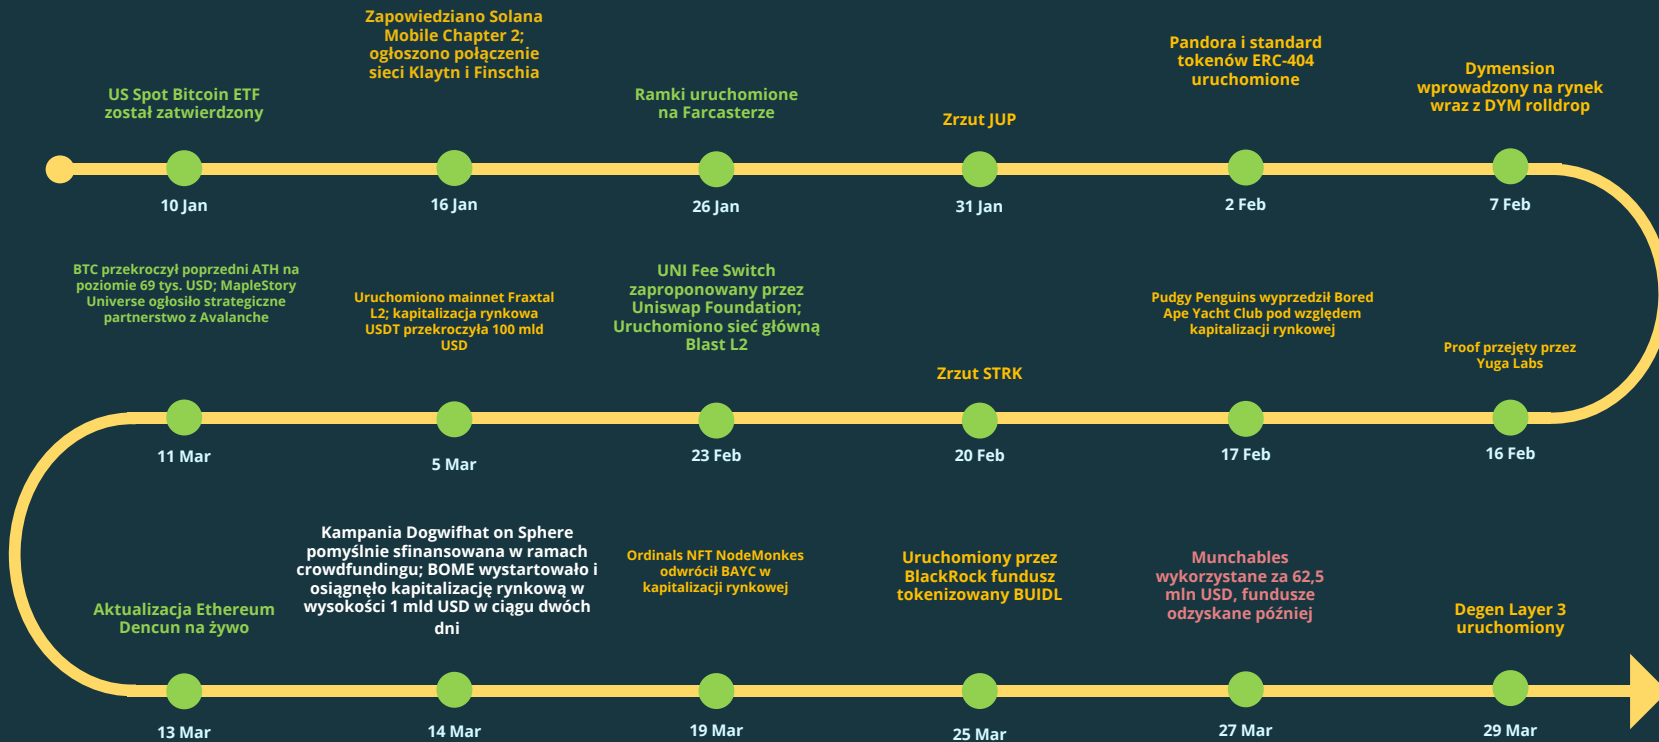 Zapowiedziano Solana
Mobile Chapter 2;
ogłoszono połączenie
sieci Klaytn i Finschia
US Spot Bitcoin ETF
został zatwierdzony
Ramki uruchomione
na Farcasterze
Zrzut JUP
Pandora i standard
tokenów ERC-404
uruchomione
Dymension
wprowadzony na rynek
wraz z DYM rolldrop
10 Jan
16 Jan
26 Jan
31 Jan
2 Feb
7 Feb
BTC przekroczył poprzedni ATH na
poziomie 69 tys. USD; MapleStory
Universe ogłosiło strategiczne
partnerstwo z Avalanche
Uruchomiono mainnet Fraxtal
L2; kapitalizacja rynkowa
USDT przekroczyła 100 mld
USD
UNI Fee Switch
zaproponowany przez
Uniswap Foundation;
Uruchomiono sieć główną
Blast L2
Zrzut STRK
Pudgy Penguins wyprzedził Bored
Ape Yacht Club pod względem
kapitalizacji rynkowej
Proof przejęty przez
Yuga Labs
11 Mar
5 Mar
23 Feb
20 Feb
17 Feb
16 Feb
Aktualizacja Ethereum
Dencun na żywo
Kampania Dogwifhat on Sphere
pomyślnie sfinansowana w ramach
crowdfundingu; BOME wystartowało i
osiągnęło kapitalizację rynkową w
wysokości 1 mld USD w ciągu dwóch
dni
Ordinals NFT NodeMonkes
odwrócił BAYC w
kapitalizacji rynkowej
Uruchomiony przez
BlackRock fundusz
tokenizowany BUIDL
Munchables
wykorzystane za 62,5
mln USD, fundusze
odzyskane później
Degen Layer 3
uruchomiony
13 Mar
14 Mar
19 Mar
25 Mar
27 Mar
29 Mar